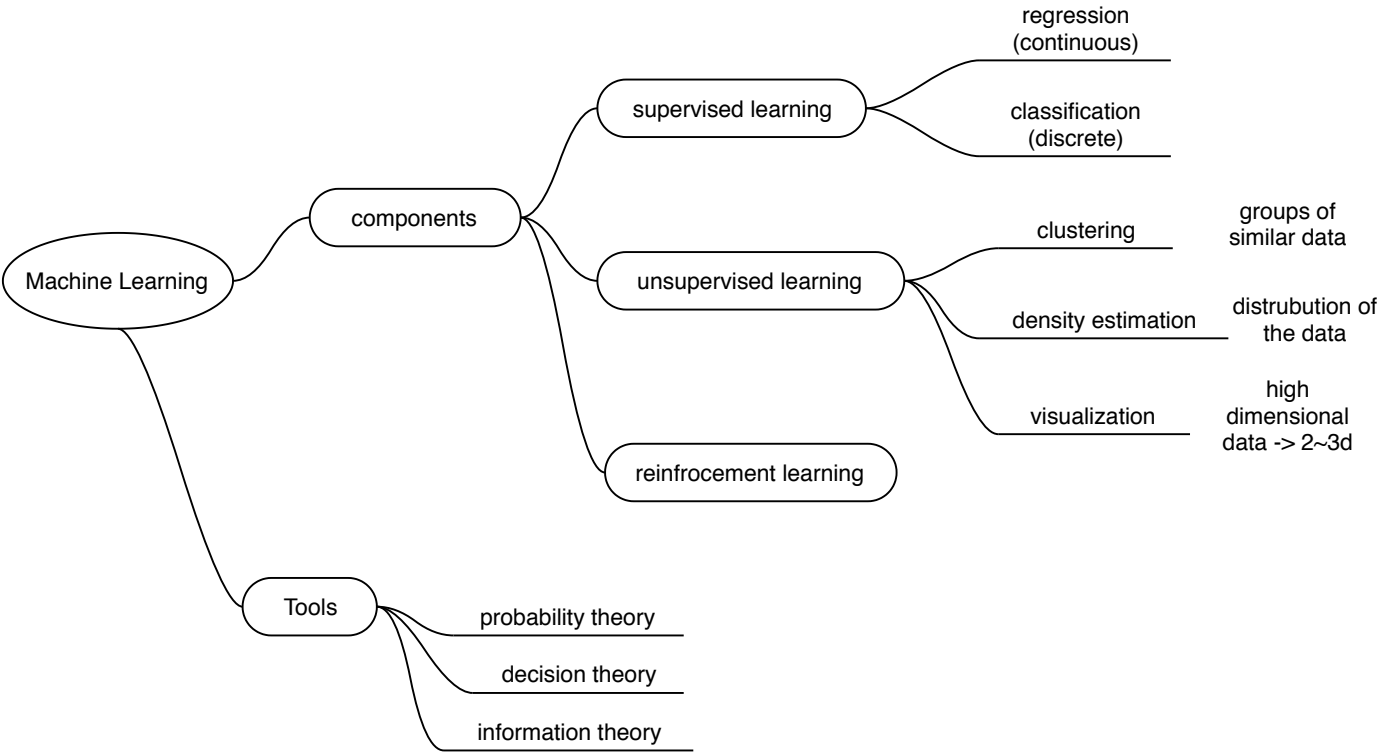 regression
(continuous)
supervised learning
classification
(discrete)
components
groups of
similar data
clustering
Machine Learning
unsupervised learning
distrubution of
the data
density estimation
high
dimensional
data -> 2~3d
visualization
reinfrocement learning
Tools
probability theory
decision theory
information theory